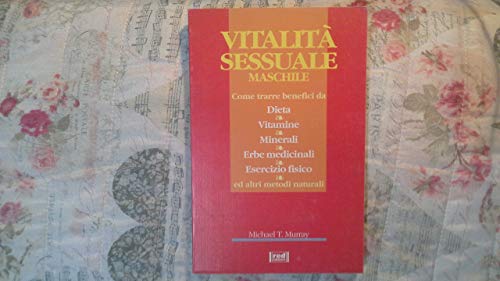 VITALITÀ
SESSUALE
MASCHILE
Come trarre benefici da
Dieta
Vitamine
Minerali
Erbe medicinali
Esercizio fisico
ed altri metodi naturali
Michael T. Murray
red